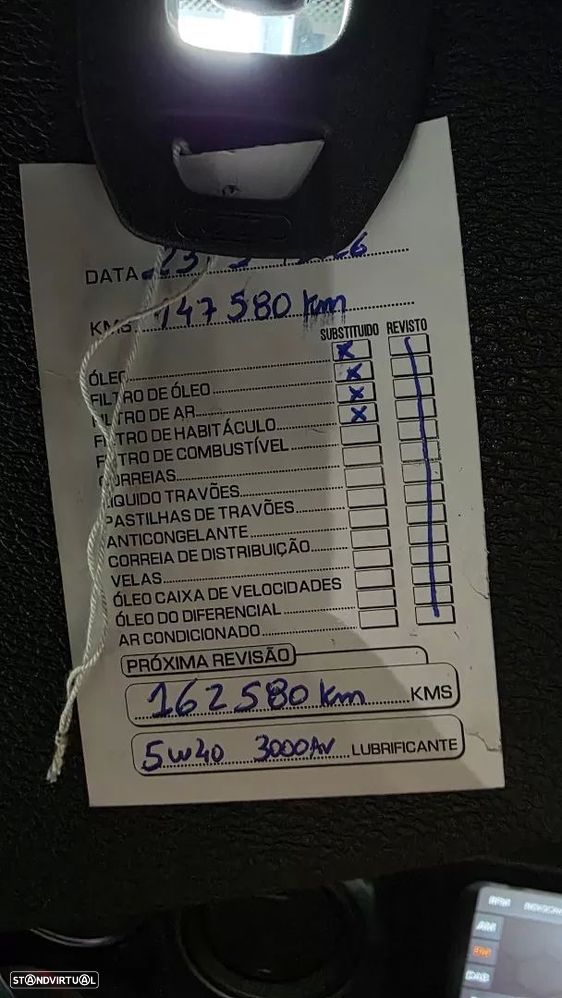 DATA 23
KMS. 147 580 km
SUBSTITUIDO REVISTO
ÓLEO X
FILTRO DE ÓLEO X
FILTRO DE AR X
FILTRO DE HABITÁCULO X
FILTRO DE COMBUSTÍVEL
CORREIAS
LIQUIDO TRAVÕES
PASTILHAS DE TRAVÕES
ANTICONGELANTE
CORREIA DE DISTRIBUIÇÃO
VELAS
ÓLEO CAIXA DE VELOCIDADES
ÓLEO DO DIFERENCIAL
AR CONDICIONADO
PRÓXIMA REVISÃO
162580 km KMS
5W40 3000AV LUBRIFICANTE
STANDVIRTUAL